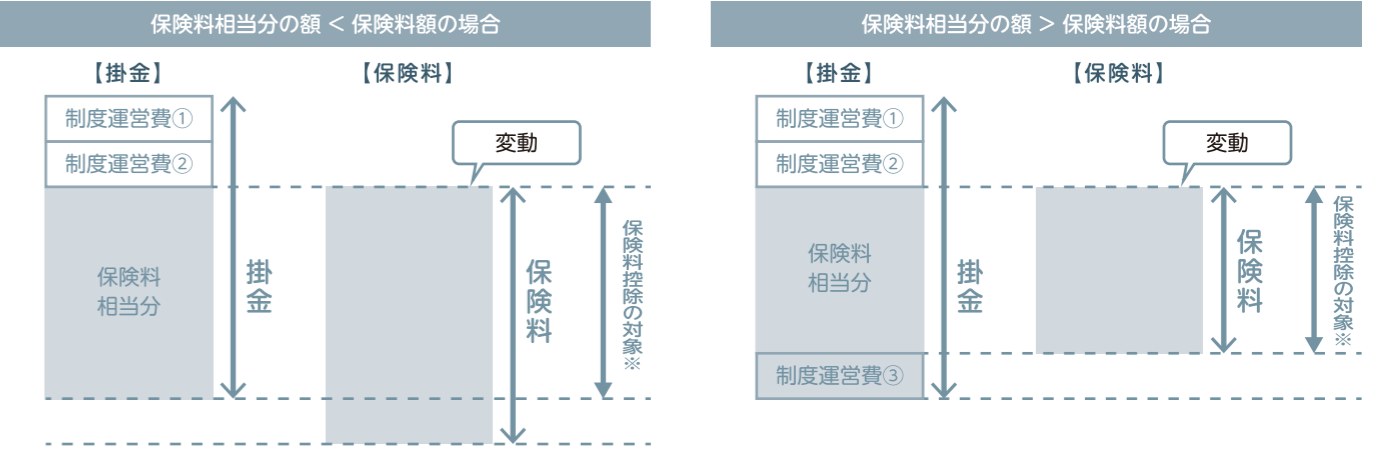 保険料相当分の額 < 保険料額の場合
【掛金】
【保険料】
制度運営費①
制度運営費②
変動
保険料
相当分
掛金
保険料
保険料控除の対象※
保険料相当分の額 > 保険料額の場合
【掛金】
【保険料】
制度運営費①
制度運営費②
変動
保険料
相当分
制度運営費③
掛金
保険料
保険料控除の対象※